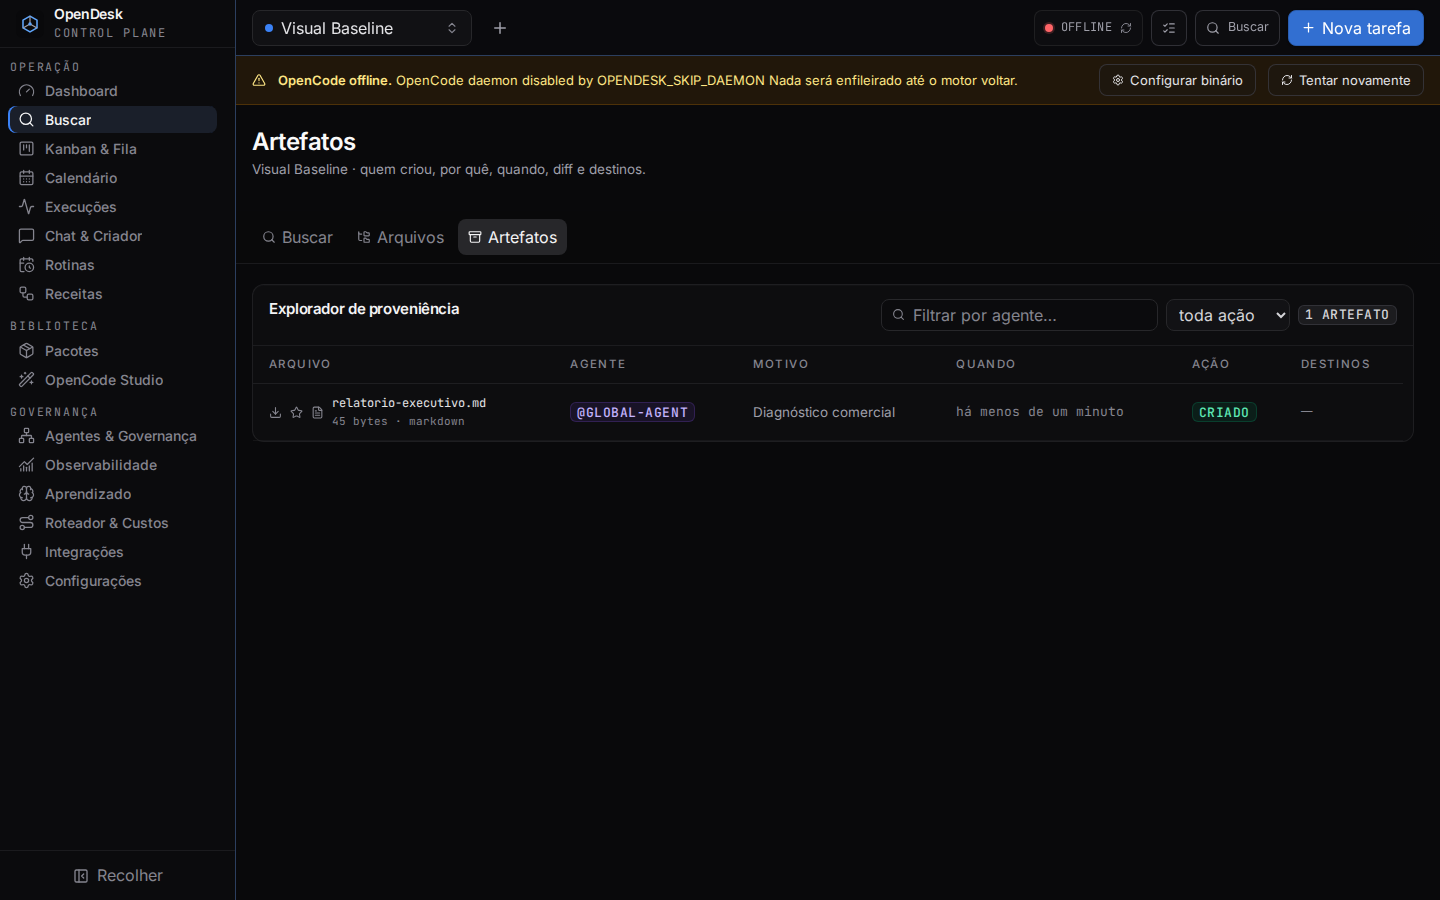 OpenDesk
CONTROL PLANE
OPERAÇÃO
Dashboard
Buscar
Kanban & Fila
Calendário
Execuções
Chat & Criador
Rotinas
Receitas
BIBLIOTECA
Pacotes
OpenCode Studio
GOVERNANÇA
Agentes & Governança
Observabilidade
Aprendizado
Roteador & Custos
Integrações
Configurações
Recolher
Visual Baseline
OFFLINE
Buscar
Nova tarefa
OpenCode offline. OpenCode daemon disabled by OPENDESK_SKIP_DAEMON Nada será enfileirado até o motor voltar.
Configurar binário
Tentar novamente
Artefatos
Visual Baseline · quem criou, por quê, quando, diff e destinos.
Buscar
Arquivos
Artefatos
Explorador de proveniência
Filtrar por agente...
toda ação
1 ARTEFATO
ARQUIVO AGENTE MOTIVO QUANDO AÇÃO DESTINOS
relatorio-executivo.md
45 bytes · markdown
@GLOBAL-AGENT
Diagnóstico comercial
há menos de um minuto
CRIADO
—